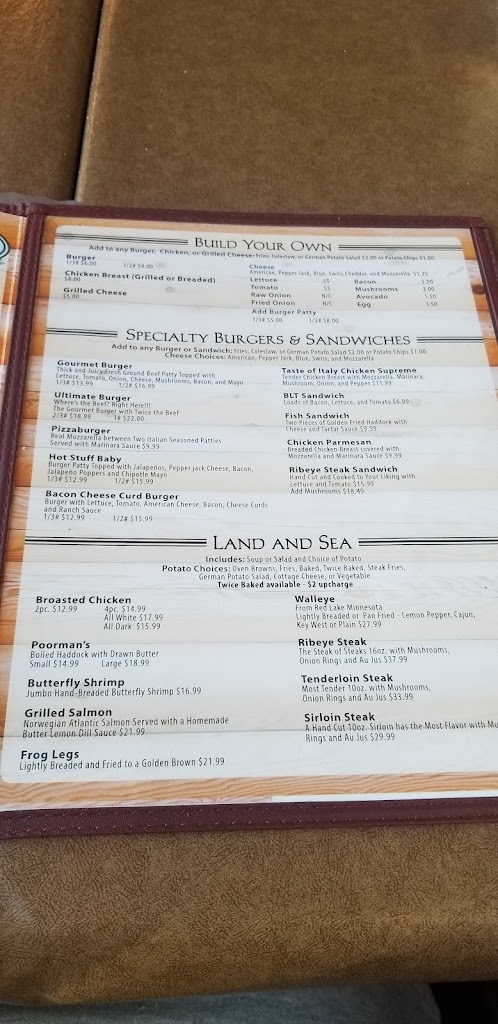 BUILD YOUR OWN
Add to any Burger, Chicken, or Grilled Cheese: Fries, Coleslaw, or German Potato Salad $2.00 or Potato Chips $1.00
Burger
1/3# $6.00 1/2# $9.00
Chicken Breast (Grilled or Breaded)
$8.00
Grilled Cheese
$5.00
Cheese
American, Pepper Jack, Blue, Swiss, Cheddar, and Mozzarella $1.25
Lettuce .55 Bacon 3.00
Tomato .55 Mushrooms 2.00
Raw Onion N/C Avocado 1.50
Fried Onion N/C Egg 1.50
Add Burger Patty
1/3# $5.00 1/2# $8.00
SPECIALTY BURGERS & SANDWICHES
Add to any Burger or Sandwich: Fries, Coleslaw, or German Potato Salad $2.00 or Potato Chips $1.00
Cheese Choices: American, Pepper Jack, Blue, Swiss, and Mozzarella
Gourmet Burger
Thick and Juicy Fresh Ground Beef Patty Topped with
Lettuce, Tomato, Onion, Cheese, Mushrooms, Bacon, and Mayo
1/3# $13.99 1/2# $16.99
Ultimate Burger
Where's the Beef? Right Here!!!
The Gourmet Burger with Twice the Beef
2/3# $18.99 1# $22.00
Pizzaburger
Real Mozzarella between Two Italian Seasoned Patties
Served with Marinara Sauce $9.99
Hot Stuff Baby
Burger Patty Topped with Jalapeños, Pepper jack Cheese, Bacon,
Jalapeño Poppers and Chipotle Mayo
1/3# $12.99 1/2# $15.99
Bacon Cheese Curd Burger
Burger with Lettuce, Tomato, American Cheese, Bacon, Cheese Curds
and Ranch Sauce
1/3# $12.99 1/2# $15.99
Taste of Italy Chicken Supreme
Tender Chicken Breast with Mozzarella, Marinara,
Mushroom, Onion, and Pepper $11.99
BLT Sandwich
Loads of Bacon, Lettuce, and Tomato $6.99
Fish Sandwich
Two Pieces of Golden Fried Haddock with
Cheese and Tartar Sauce $9.99
Chicken Parmesan
Breaded Chicken Breast covered with
Mozzarella and Marinara Sauce $9.99
Ribeye Steak Sandwich
Hand Cut and Cooked to Your Liking with
Lettuce and Tomato $15.99
Add Mushrooms $18.49
LAND AND SEA
Includes: Soup or Salad and Choice of Potato
Potato Choices: Oven Browns, Fries, Baked, Twice Baked, Steak Fries,
German Potato Salad, Cottage Cheese, or Vegetable
Twice Baked available - $2 upcharge
Broasted Chicken
2pc. $12.99 4pc. $14.99
All White $17.99
All Dark $15.99
Poorman's
Boiled Haddock with Drawn Butter
Small $14.99 Large $18.99
Butterfly Shrimp
Jumbo Hand-Breaded Butterfly Shrimp $16.99
Grilled Salmon
Norwegian Atlantic Salmon Served with a Homemade
Butter Lemon Dill Sauce $21.99
Frog Legs
Lightly Breaded and Fried to a Golden Brown $21.99
Walleye
From Red Lake Minnesota
Lightly Breaded or Pan Fried - Lemon Pepper, Cajun,
Key West or Plain $27.99
Ribeye Steak
The Steak of Steaks 16oz. with Mushrooms,
Onion Rings and Au Jus $37.99
Tenderloin Steak
Most Tender 10oz. with Mushrooms,
Onion Rings and Au Jus $33.99
Sirloin Steak
A Hand Cut 10oz. Sirloin has the Most Flavor with Mu
Rings and Au Jus $29.99